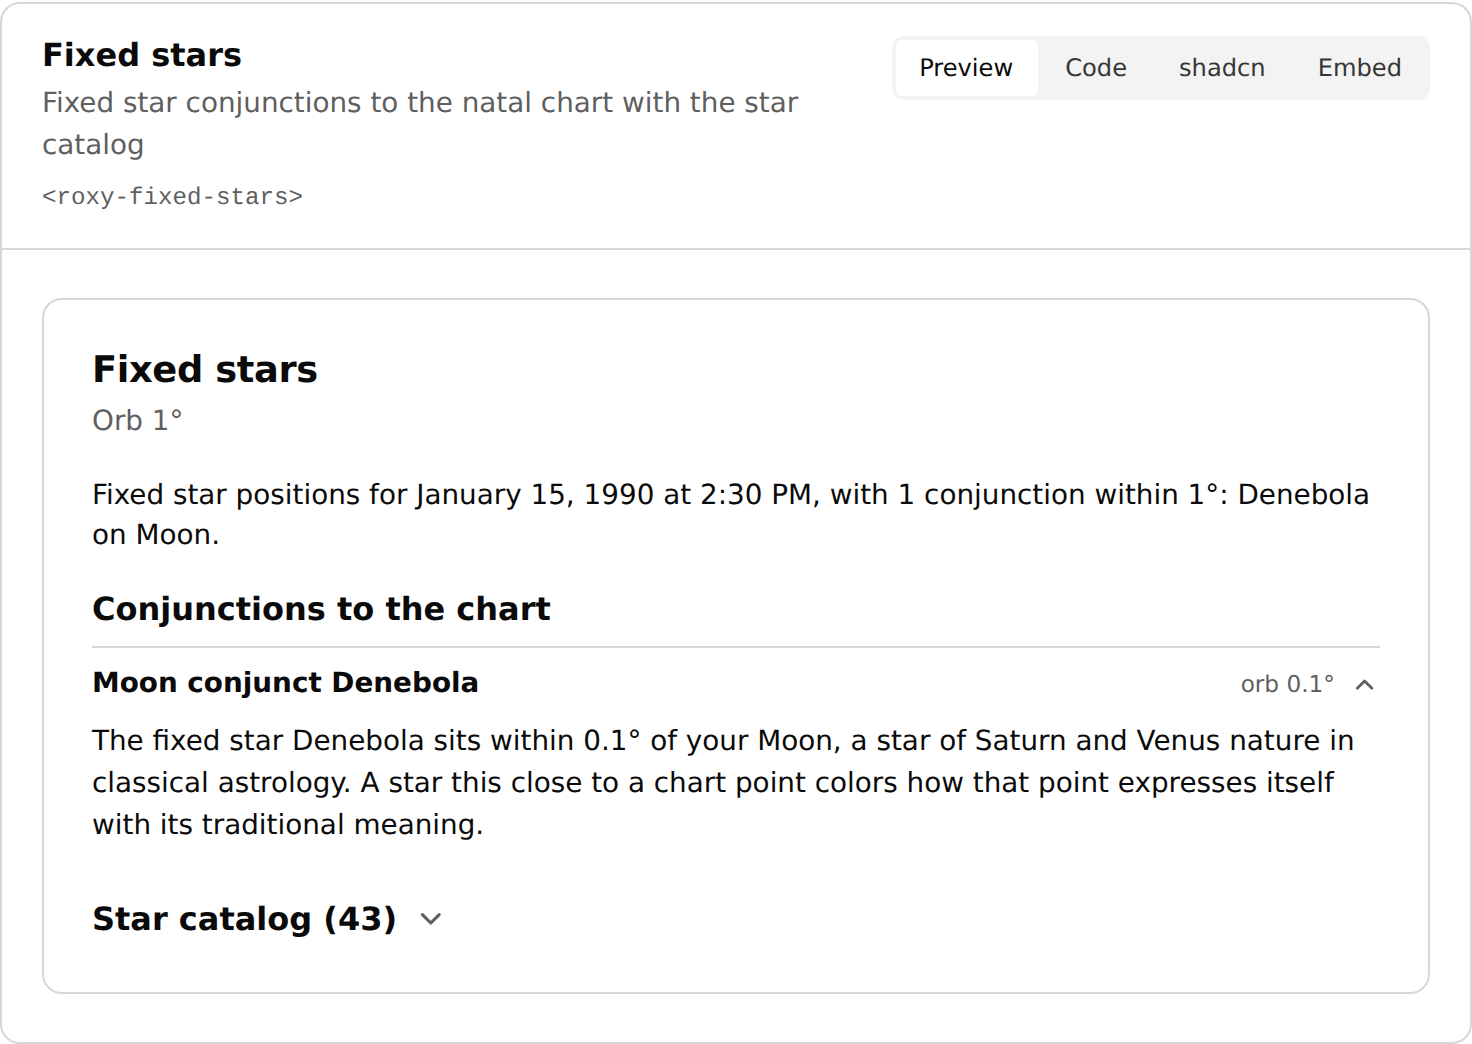 Fixed stars
Preview
Code
shadcn
Embed
Fixed star conjunctions to the natal chart with the star
catalog
<roxy-fixed-stars>
Fixed stars
Orb 1°
Fixed star positions for January 15, 1990 at 2:30 PM, with 1 conjunction within 1°: Denebola
on Moon.
Conjunctions to the chart
Moon conjunct Denebola
orb 0.1°
The fixed star Denebola sits within 0.1° of your Moon, a star of Saturn and Venus nature in
classical astrology. A star this close to a chart point colors how that point expresses itself
with its traditional meaning.
Star catalog (43)